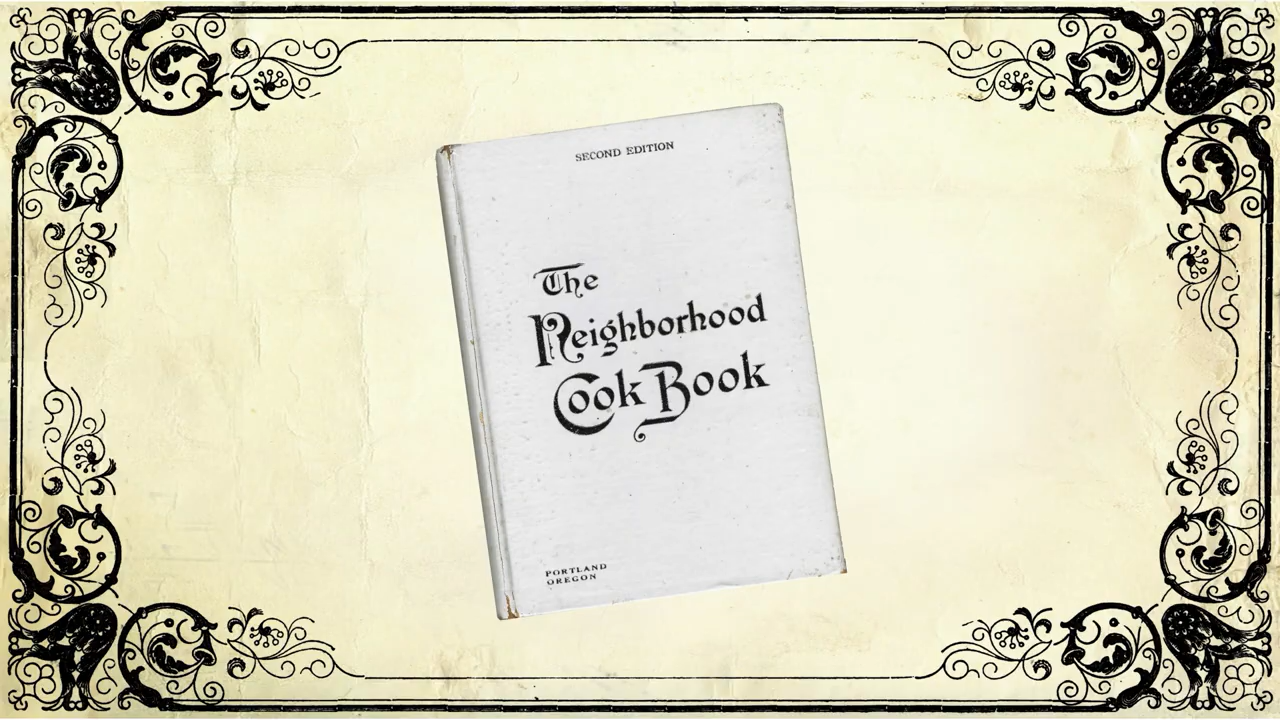 SECOND EDITION
The
Neighborhood
Cook Book
PORTLAND
OREGON